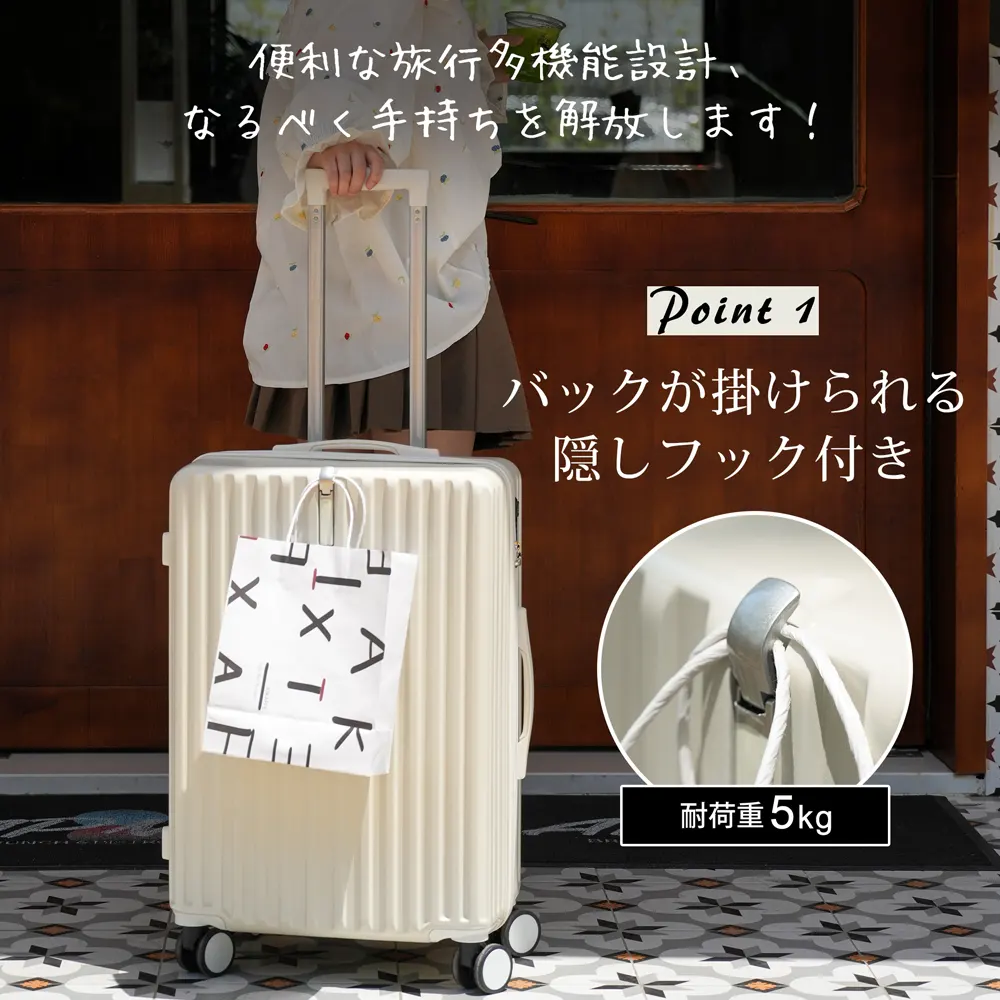 便利な旅行多機能設計、
なるべく手持ちを解放します！
Point 1
バックが掛けられる
隠しフック付き
耐荷重5kg